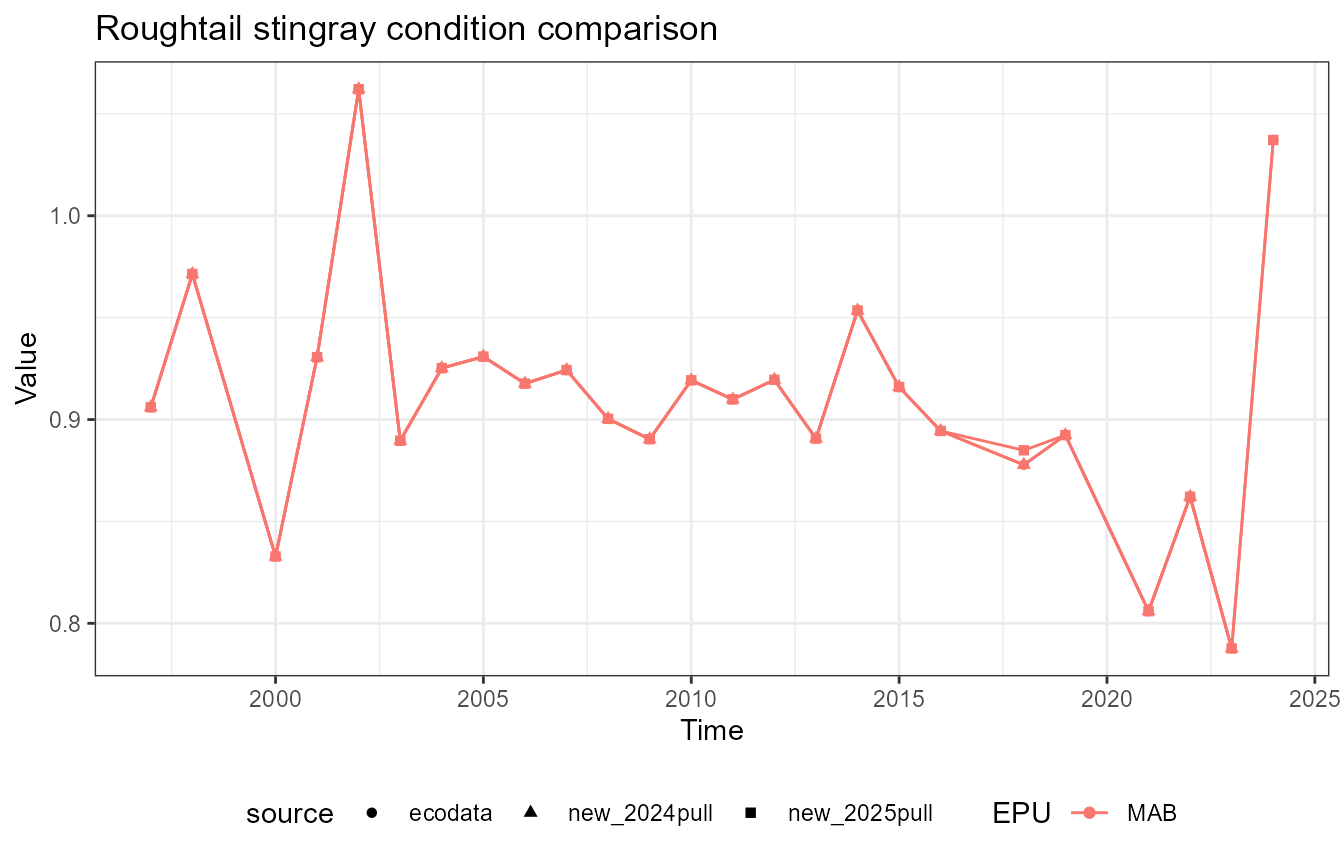 Roughtail stingray condition comparison
Value
1.0
0.9
0.8
2000 2005 2010 2015 2020 2025
Time
source ecodata new_2024pull new_2025pull EPU MAB